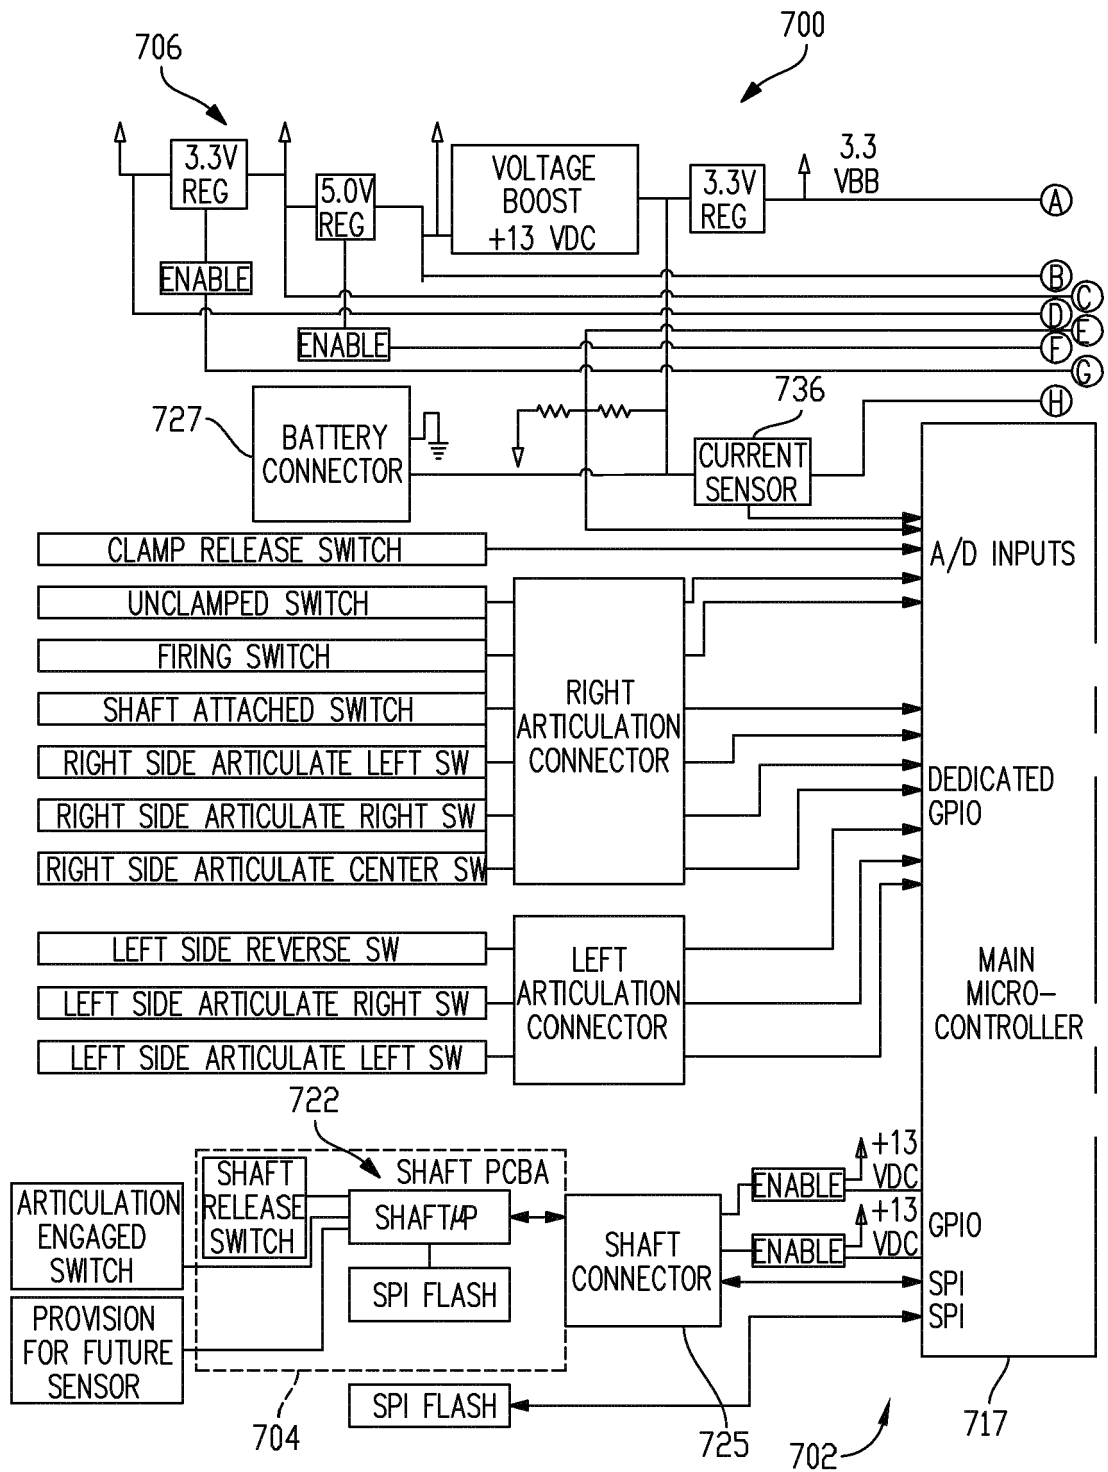 700
706
3.3V
REG
5.0V
REG
VOLTAGE
BOOST
+13 VDC
3.3V
REG
3.3
VBB
A
ENABLE
B
C
D
E
ENABLE
F
G
H
727
BATTERY
CONNECTOR
736
CURRENT
SENSOR
CLAMP RELEASE SWITCH
UNCLAMPED SWITCH
FIRING SWITCH
SHAFT ATTACHED SWITCH
RIGHT SIDE ARTICULATE LEFT SW
RIGHT SIDE ARTICULATE RIGHT SW
RIGHT SIDE ARTICULATE CENTER SW
RIGHT
ARTICULATION
CONNECTOR
A/D INPUTS
DEDICATED
GPIO
LEFT SIDE REVERSE SW
LEFT SIDE ARTICULATE RIGHT SW
LEFT SIDE ARTICULATE LEFT SW
LEFT
ARTICULATION
CONNECTOR
MAIN
MICRO-
CONTROLLER
722
SHAFT PCBA
SHAFT
RELEASE
SWITCH
SHAFT µP
SPI FLASH
ARTICULATION
ENGAGED
SWITCH
PROVISION
FOR FUTURE
SENSOR
SHAFT
CONNECTOR
ENABLE
+13
VDC
ENABLE
+13
VDC
GPIO
SPI
SPI
SPI FLASH
704
725
702
717